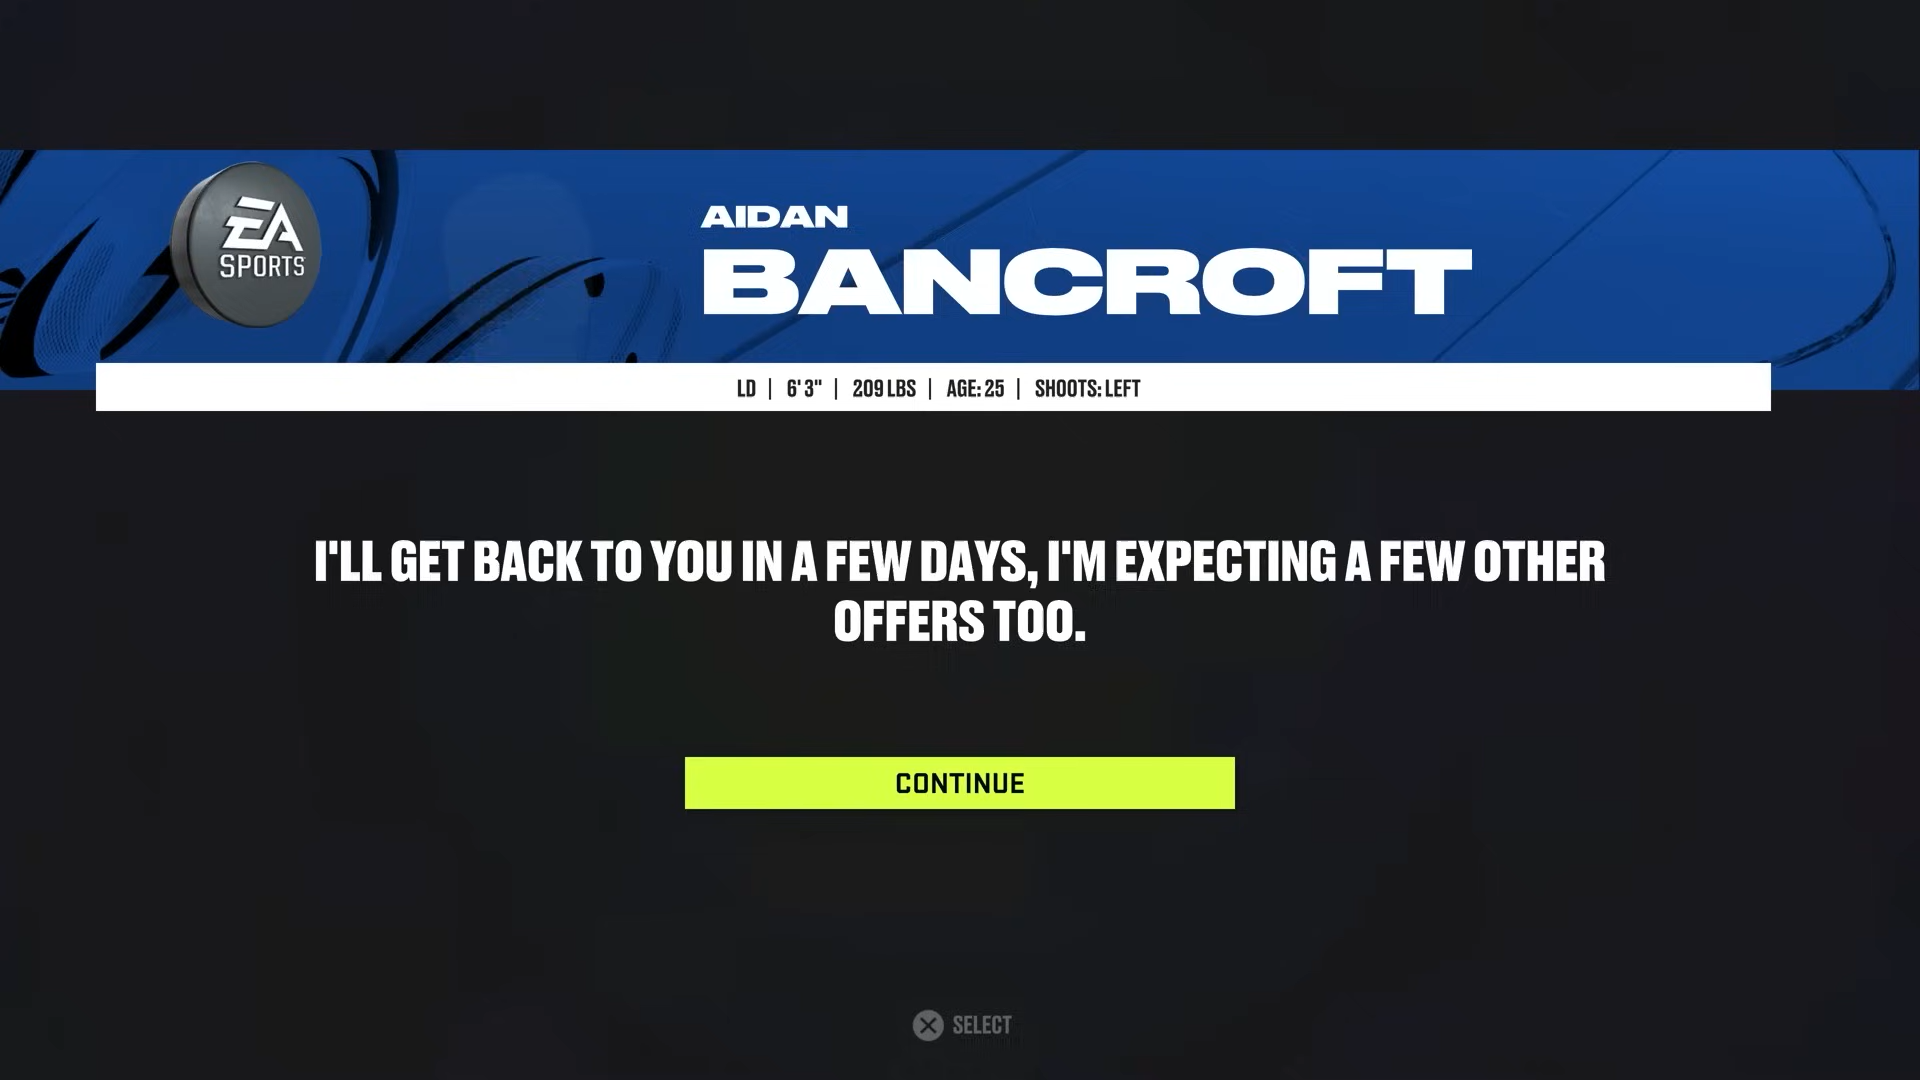 EA
SPORTS
AIDAN
BANCROFT
LD | 6' 3" | 209 LBS | AGE: 25 | SHOOTS: LEFT
I'LL GET BACK TO YOU IN A FEW DAYS, I'M EXPECTING A FEW OTHER
OFFERS TOO.
CONTINUE
SELECT